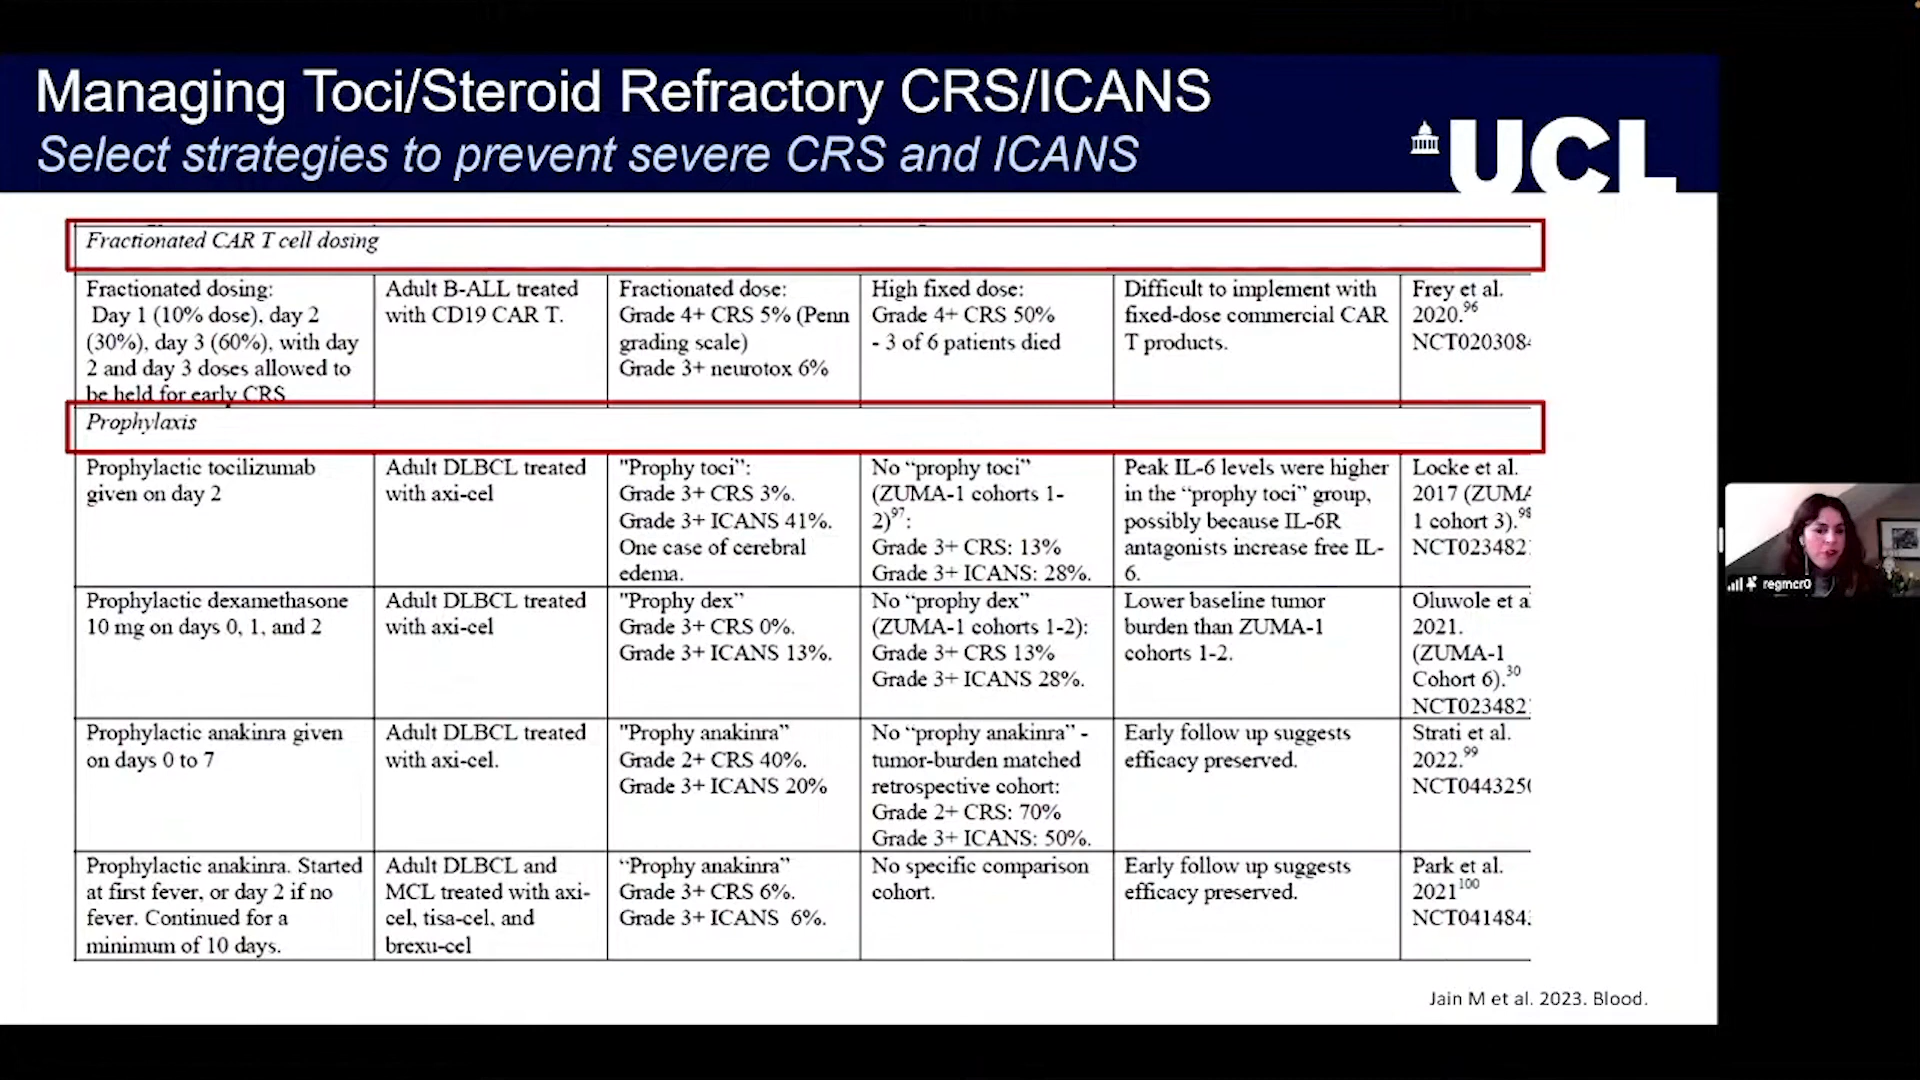 Managing Toci/Steroid Refractory CRS/ICANS
Select strategies to prevent severe CRS and ICANS
UCL
Fractionated CAR T cell dosing
Fractionated dosing:
Day 1 (10% dose), day 2
(30%), day 3 (60%), with day
2 and day 3 doses allowed to
be held for early CRS
Adult B-ALL treated
with CD19 CAR T.
Fractionated dose:
Grade 4+ CRS 5% (Penn
grading scale)
Grade 3+ neurotox 6%
High fixed dose:
Grade 4+ CRS 50%
- 3 of 6 patients died
Difficult to implement with
fixed-dose commercial CAR
T products.
Frey et al.
2020.96
NCT020308
Prophylaxis
Prophylactic tocilizumab
given on day 2
Adult DLBCL treated
with axi-cel
"Prophy toci”:
Grade 3+ CRS 3%.
Grade 3+ ICANS 41%.
One case of cerebral
edema.
No “prophy toci”
(ZUMA-1 cohorts 1-
2)97:
Grade 3+ CRS: 13%
Grade 3+ ICANS: 28%.
Peak IL-6 levels were higher
in the “prophy toci” group,
possibly because IL-6R
antagonists increase free IL-
6.
Locke et al.
2017 (ZUMA
1 cohort 3).98
NCT023482
Prophylactic dexamethasone
10 mg on days 0, 1, and 2
Adult DLBCL treated
with axi-cel
"Prophy dex”
Grade 3+ CRS 0%.
Grade 3+ ICANS 13%.
No “prophy dex”
(ZUMA-1 cohorts 1-2):
Grade 3+ CRS 13%
Grade 3+ ICANS 28%.
Lower baseline tumor
burden than ZUMA-1
cohorts 1-2.
Oluwole et a
2021.
(ZUMA-1
Cohort 6).30
NCT023482
Prophylactic anakinra given
on days 0 to 7
Adult DLBCL treated
with axi-cel.
"Prophy anakinra”
Grade 2+ CRS 40%.
Grade 3+ ICANS 20%
No “prophy anakinra” -
tumor-burden matched
retrospective cohort:
Grade 2+ CRS: 70%
Grade 3+ ICANS: 50%.
Early follow up suggests
efficacy preserved.
Strati et al.
2022.99
NCT044325
Prophylactic anakinra. Started
at first fever, or day 2 if no
fever. Continued for a
minimum of 10 days.
Adult DLBCL and
MCL treated with axi-
cel, tisa-cel, and
brexu-cel
“Prophy anakinra”
Grade 3+ CRS 6%.
Grade 3+ ICANS 6%.
No specific comparison
cohort.
Early follow up suggests
efficacy preserved.
Park et al.
2021100
NCT041484
Jain M et al. 2023. Blood.
regmcr0